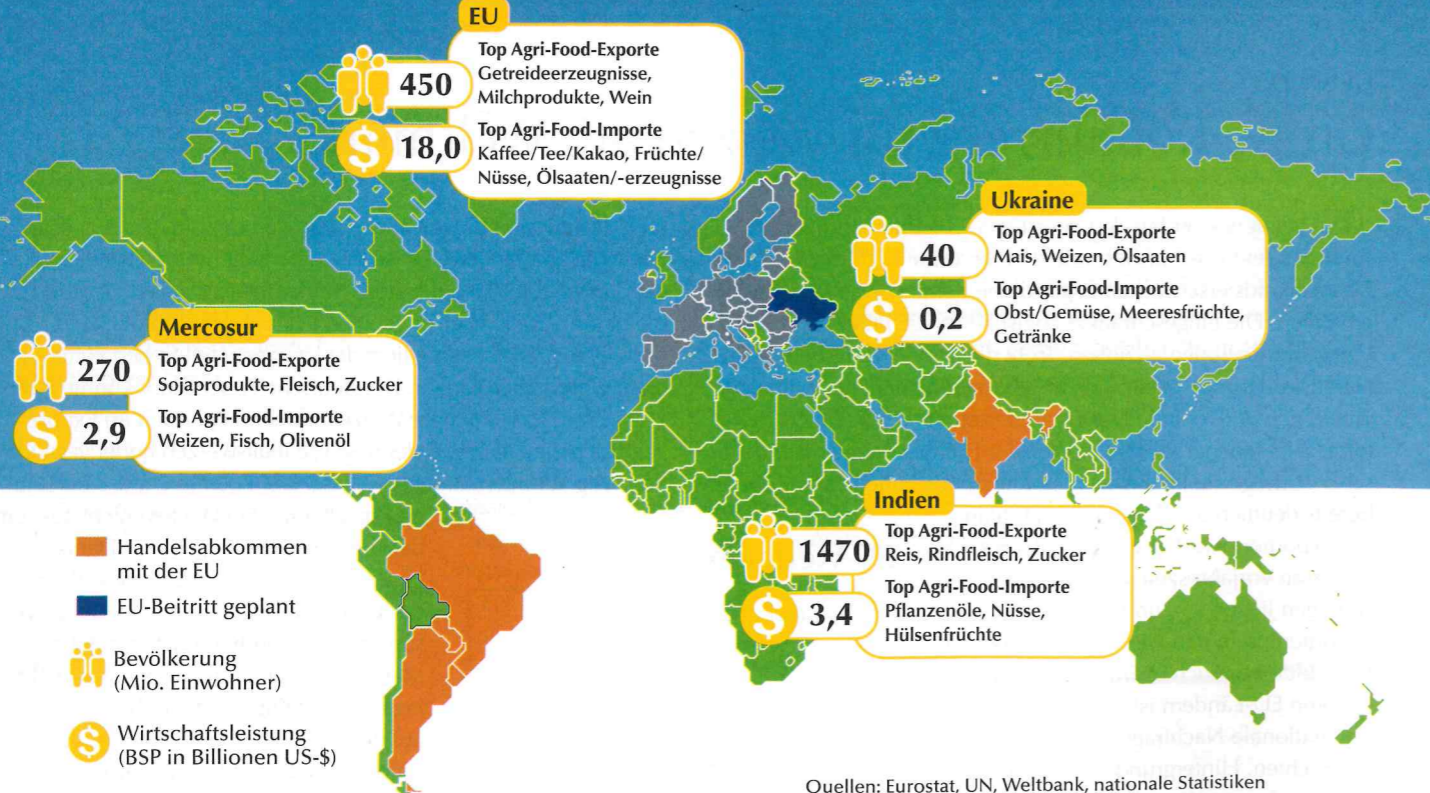 EU
450
Top Agri-Food-Exporte
Getreideerzeugnisse,
Milchprodukte, Wein
18,0
Top Agri-Food-Importe
Kaffee/Tee/Kakao, Früchte/
Nüsse, Ölsaaten/-erzeugnisse
Ukraine
40
Top Agri-Food-Exporte
Mais, Weizen, Ölsaaten
0,2
Top Agri-Food-Importe
Obst/Gemüse, Meeresfrüchte,
Getränke
Mercosur
270
Top Agri-Food-Exporte
Sojaprodukte, Fleisch, Zucker
2,9
Top Agri-Food-Importe
Weizen, Fisch, Olivenöl
Indien
1470
Top Agri-Food-Exporte
Reis, Rindfleisch, Zucker
3,4
Top Agri-Food-Importe
Pflanzenöle, Nüsse,
Hülsenfrüchte
Handelsabkommen
mit der EU
EU-Beitritt geplant
Bevölkerung
(Mio. Einwohner)
$ Wirtschaftsleistung
(BSP in Billionen US-$)
Quellen: Eurostat, UN, Weltbank, nationale Statistiken